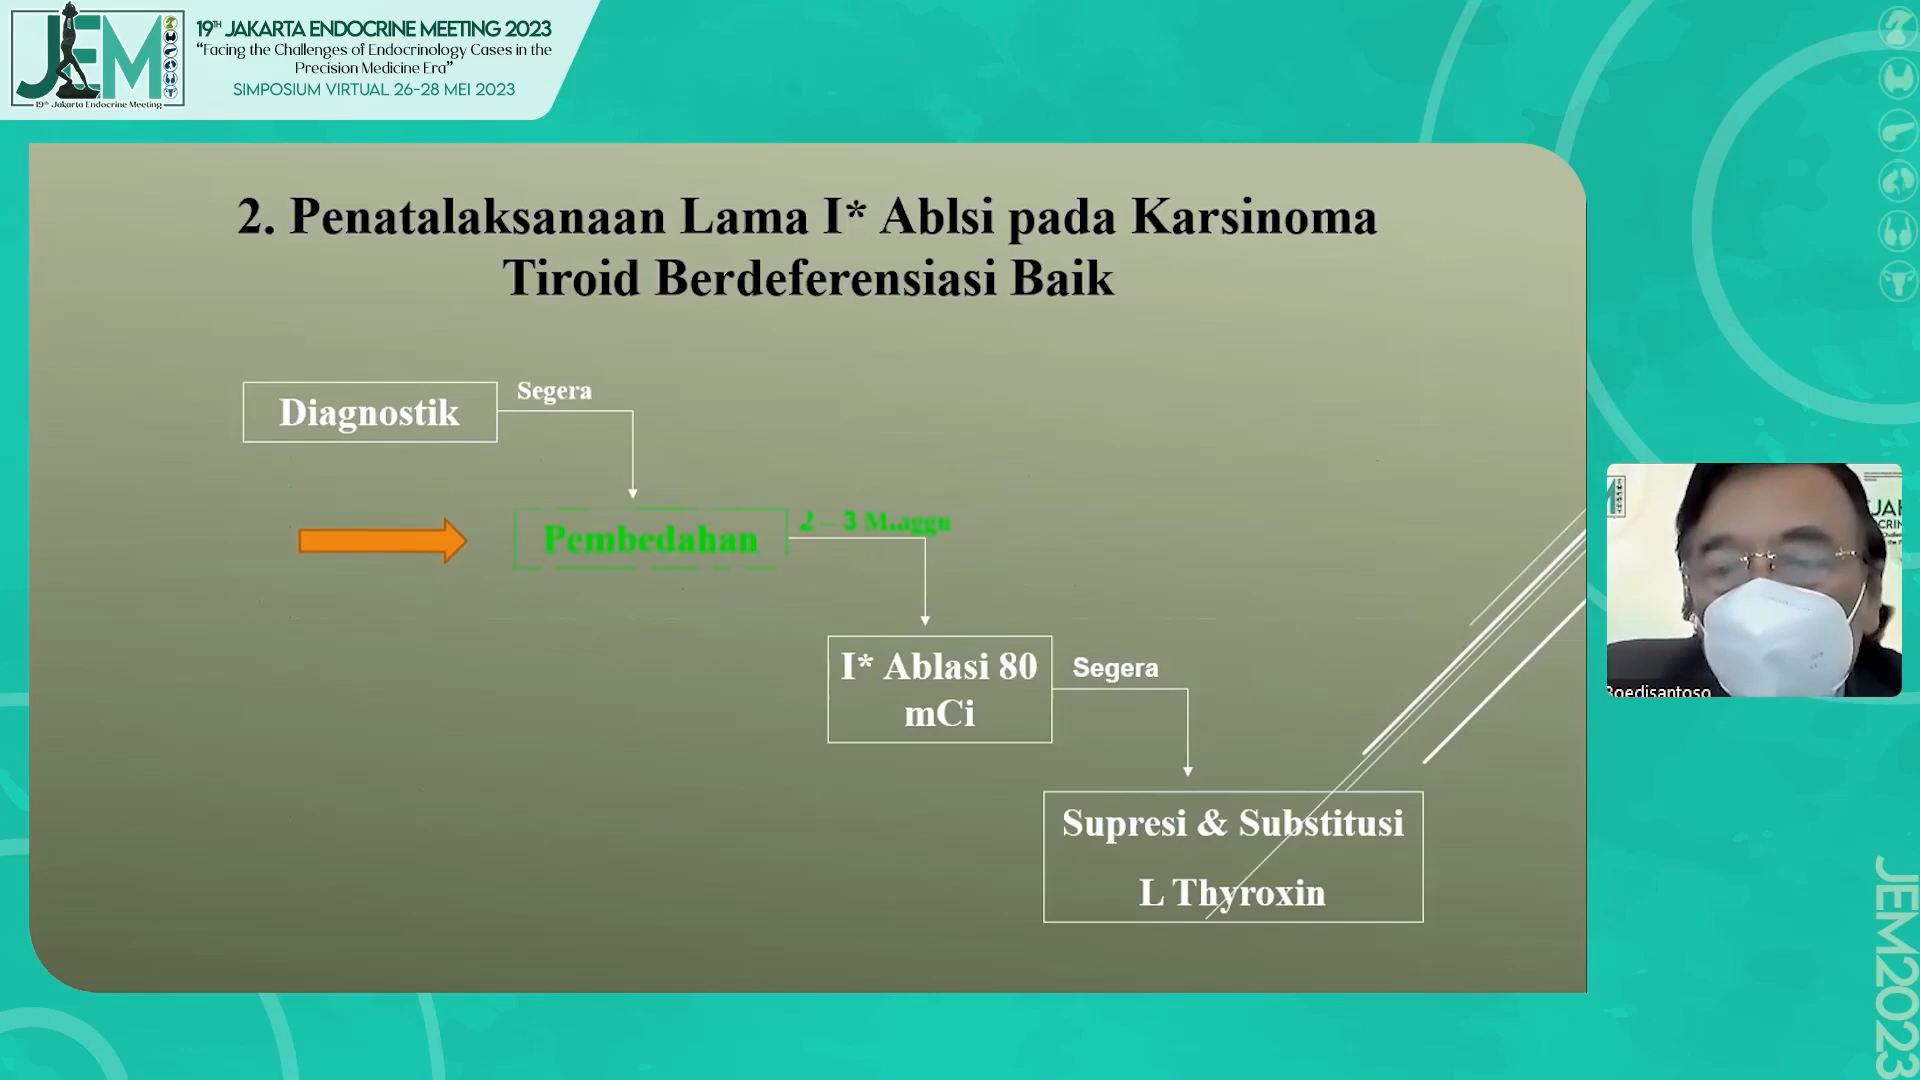 JEM
19th Jakarta Endocrine Meeting
19TH JAKARTA ENDOCRINE MEETING 2023
"Facing the Challenges of Endocrinology Cases in the
Precision Medicine Era"
SIMPOSIUM VIRTUAL 26-28 MEI 2023
2. Penatalaksanaan Lama I* Ablsi pada Karsinoma
Tiroid Berdeferensiasi Baik
Diagnostik
Segera
Pembedahan
2 – 3
I* Ablasi 80
mCi
Segera
Supresi & Substitusi
L Thyroxin
Boedisantoso
JEM2023